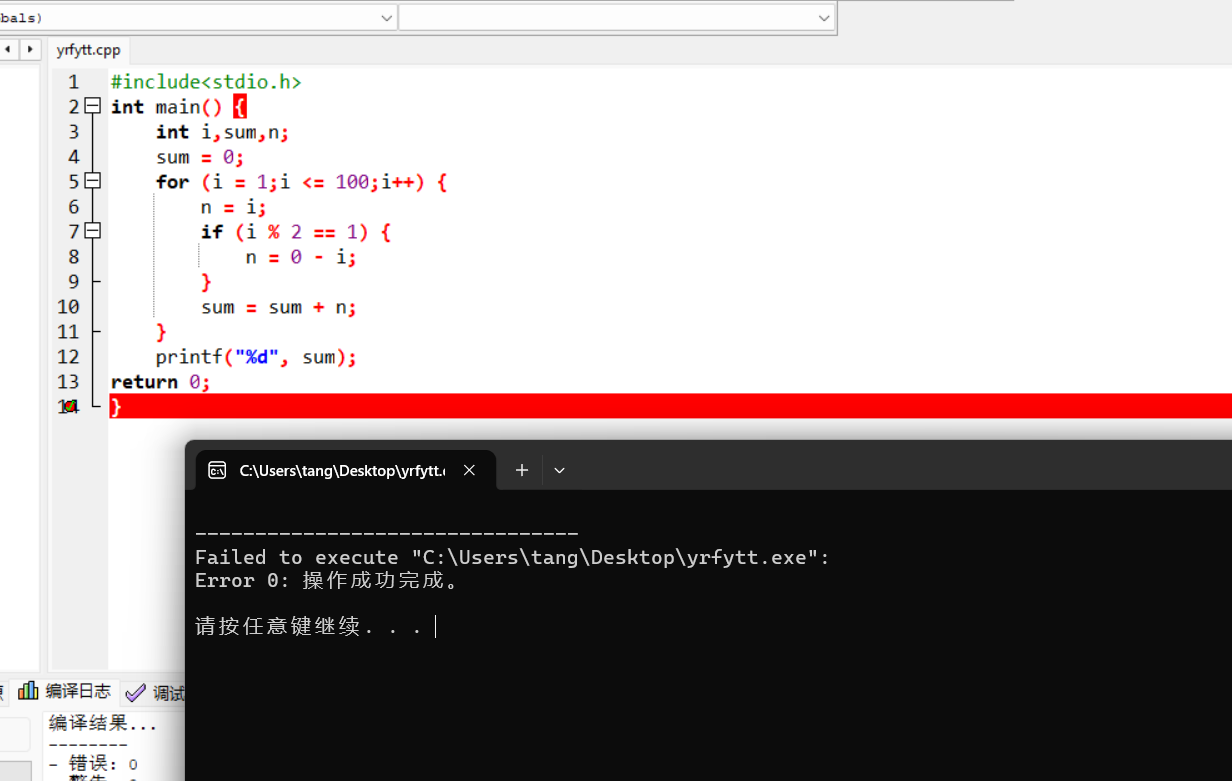 bals)
yrfytt.cpp
1 #include<stdio.h>
2 int main() {
3 int i,sum,n;
4 sum = 0;
5 for (i = 1;i <= 100;i++) {
6 n = i;
7 if (i % 2 == 1) {
8 n = 0 - i;
9 }
10 sum = sum + n;
11 }
12 printf("%d", sum);
13 return 0;
14 }
C:\Users\tang\Desktop\yrfytt.
--------------------------------
Failed to execute "C:\Users\tang\Desktop\yrfytt.exe":
Error 0: 操作成功完成。
请按任意键继续. . .
编译日志 调试
编译结果...
--------
- 错误: 0